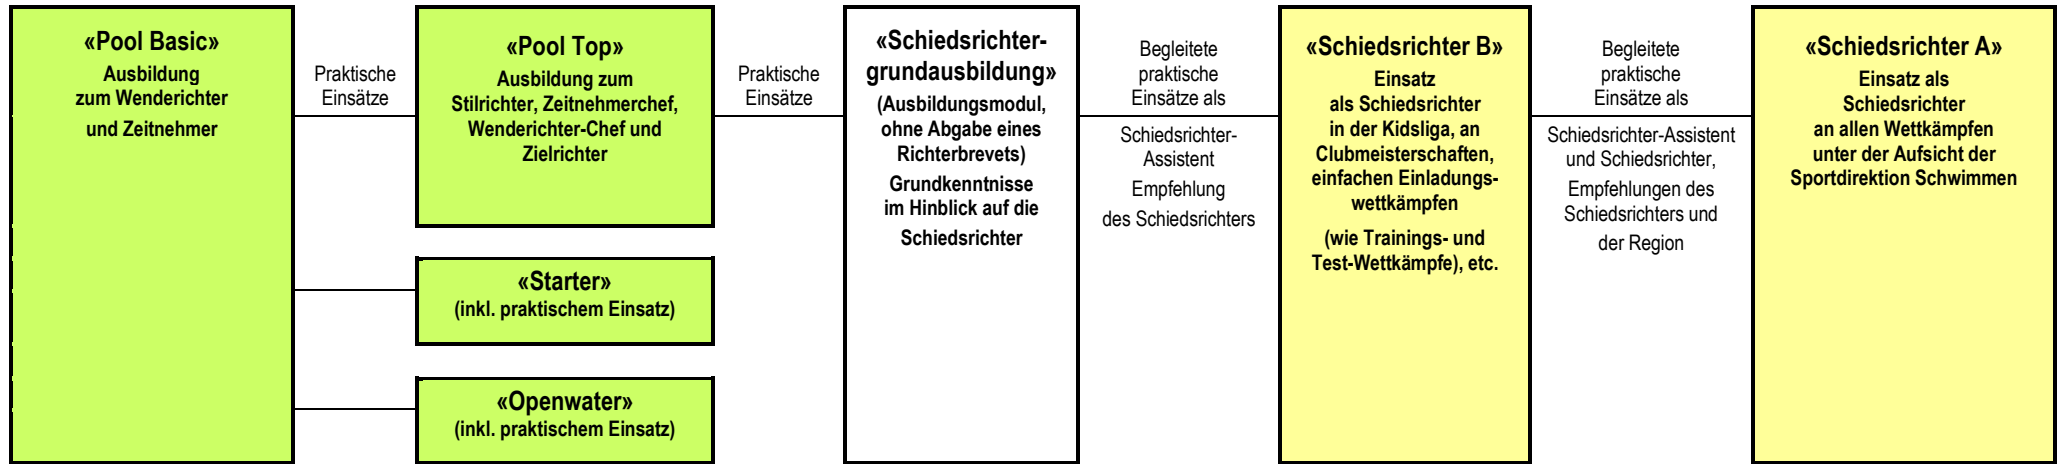 «Pool Basic»
Ausbildung
zum Wenderichter
und Zeitnehmer
Praktische
Einsätze
«Pool Top»
Ausbildung zum
Stilrichter, Zeitnehmerchef,
Wenderichter-Chef und
Zielrichter
«Starter»
(inkl. praktischem Einsatz)
«Openwater»
(inkl. praktischem Einsatz)
Praktische
Einsätze
«Schiedsrichter-
grundausbildung»
(Ausbildungsmodul,
ohne Abgabe eines
Richterbrevets)
Grundkenntnisse
im Hinblick auf die
Schiedsrichter
Begleitete
praktische
Einsätze als
Schiedsrichter-
Assistent
Empfehlung
des Schiedsrichters
«Schiedsrichter B»
Einsatz
als Schiedsrichter
in der Kidsliga, an
Clubmeisterschaften,
einfachen Einladungs-
wettkämpfen
(wie Trainings- und
Test-Wettkämpfe), etc.
Begleitete
praktische
Einsätze als
Schiedsrichter-Assistent
und Schiedsrichter,
Empfehlungen des
Schiedsrichters und
der Region
«Schiedsrichter A»
Einsatz als
Schiedsrichter
an allen Wettkämpfen
unter der Aufsicht der
Sportdirektion Schwimmen